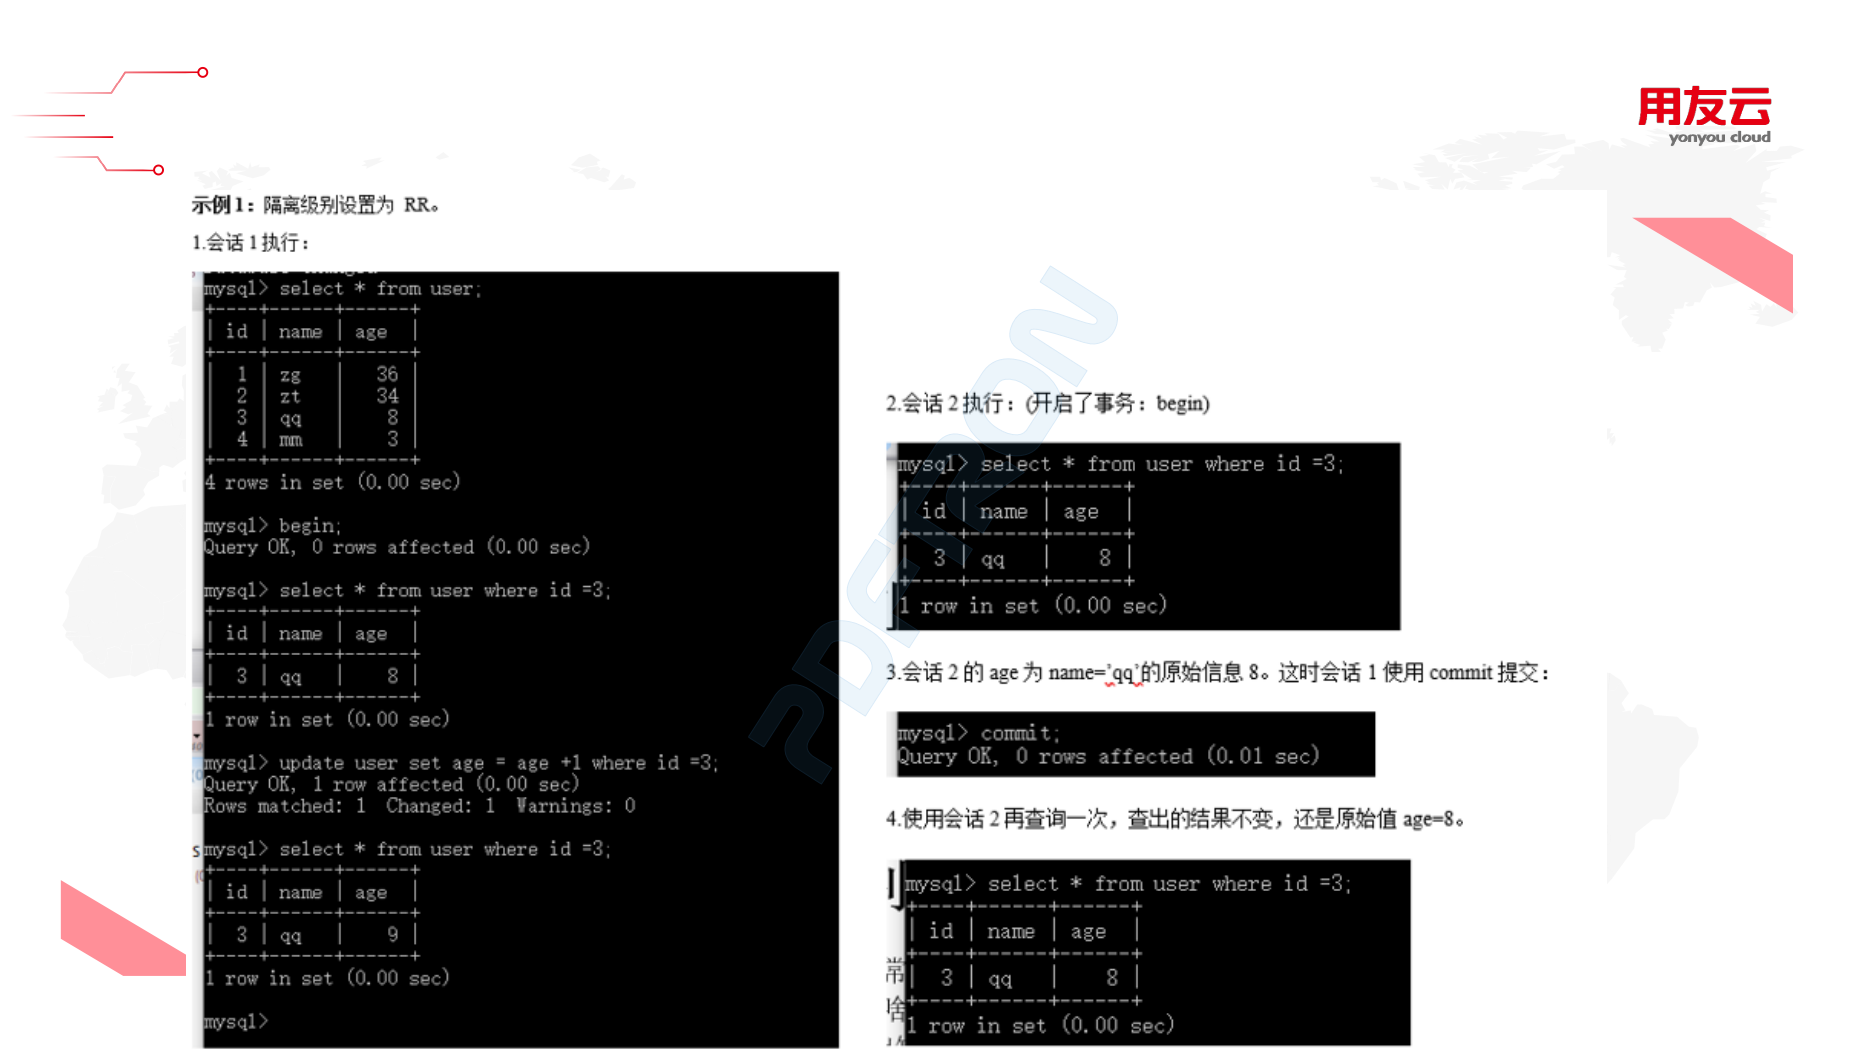 用友云
yonyou cloud
示例1：隔离级别设置为 RR。
1.会话 1 执行：
mysql> select * from user;
+----+------+------+
| id | name | age |
+----+------+------+
| 1 | zg | 36 |
| 2 | zt | 34 |
| 3 | qq | 8 |
| 4 | mm | 3 |
+----+------+------+
4 rows in set (0.00 sec)
mysql> begin;
Query OK, 0 rows affected (0.00 sec)
mysql> select * from user where id =3;
+----+------+------+
| id | name | age |
+----+------+------+
| 3 | qq | 8 |
+----+------+------+
1 row in set (0.00 sec)
mysql> update user set age = age +1 where id =3;
Query OK, 1 row affected (0.00 sec)
Rows matched: 1 Changed: 1 Warnings: 0
mysql> select * from user where id =3;
+----+------+------+
| id | name | age |
+----+------+------+
| 3 | qq | 9 |
+----+------+------+
1 row in set (0.00 sec)
mysql>
2.会话 2 执行：(开启了事务：begin)
mysql> select * from user where id =3;
+----+------+------+
| id | name | age |
+----+------+------+
| 3 | qq | 8 |
+----+------+------+
1 row in set (0.00 sec)
3.会话 2 的 age 为 name='qq'的原始信息 8。这时会话 1 使用 commit 提交：
mysql> commit;
Query OK, 0 rows affected (0.01 sec)
4.使用会话 2 再查询一次，查出的结果不变，还是原始值 age=8。
mysql> select * from user where id =3;
+----+------+------+
| id | name | age |
+----+------+------+
| 3 | qq | 8 |
+----+------+------+
1 row in set (0.00 sec)
PDFTRON